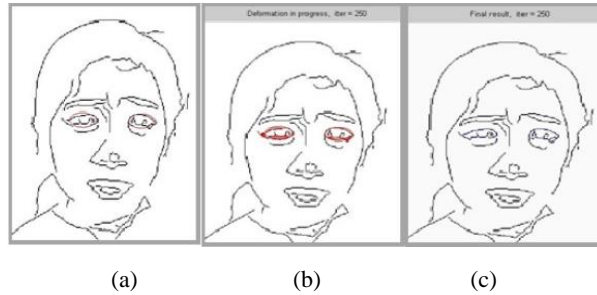 Deformation in progress, iter = 250
Final result, iter = 250
(a)
(b)
(c)